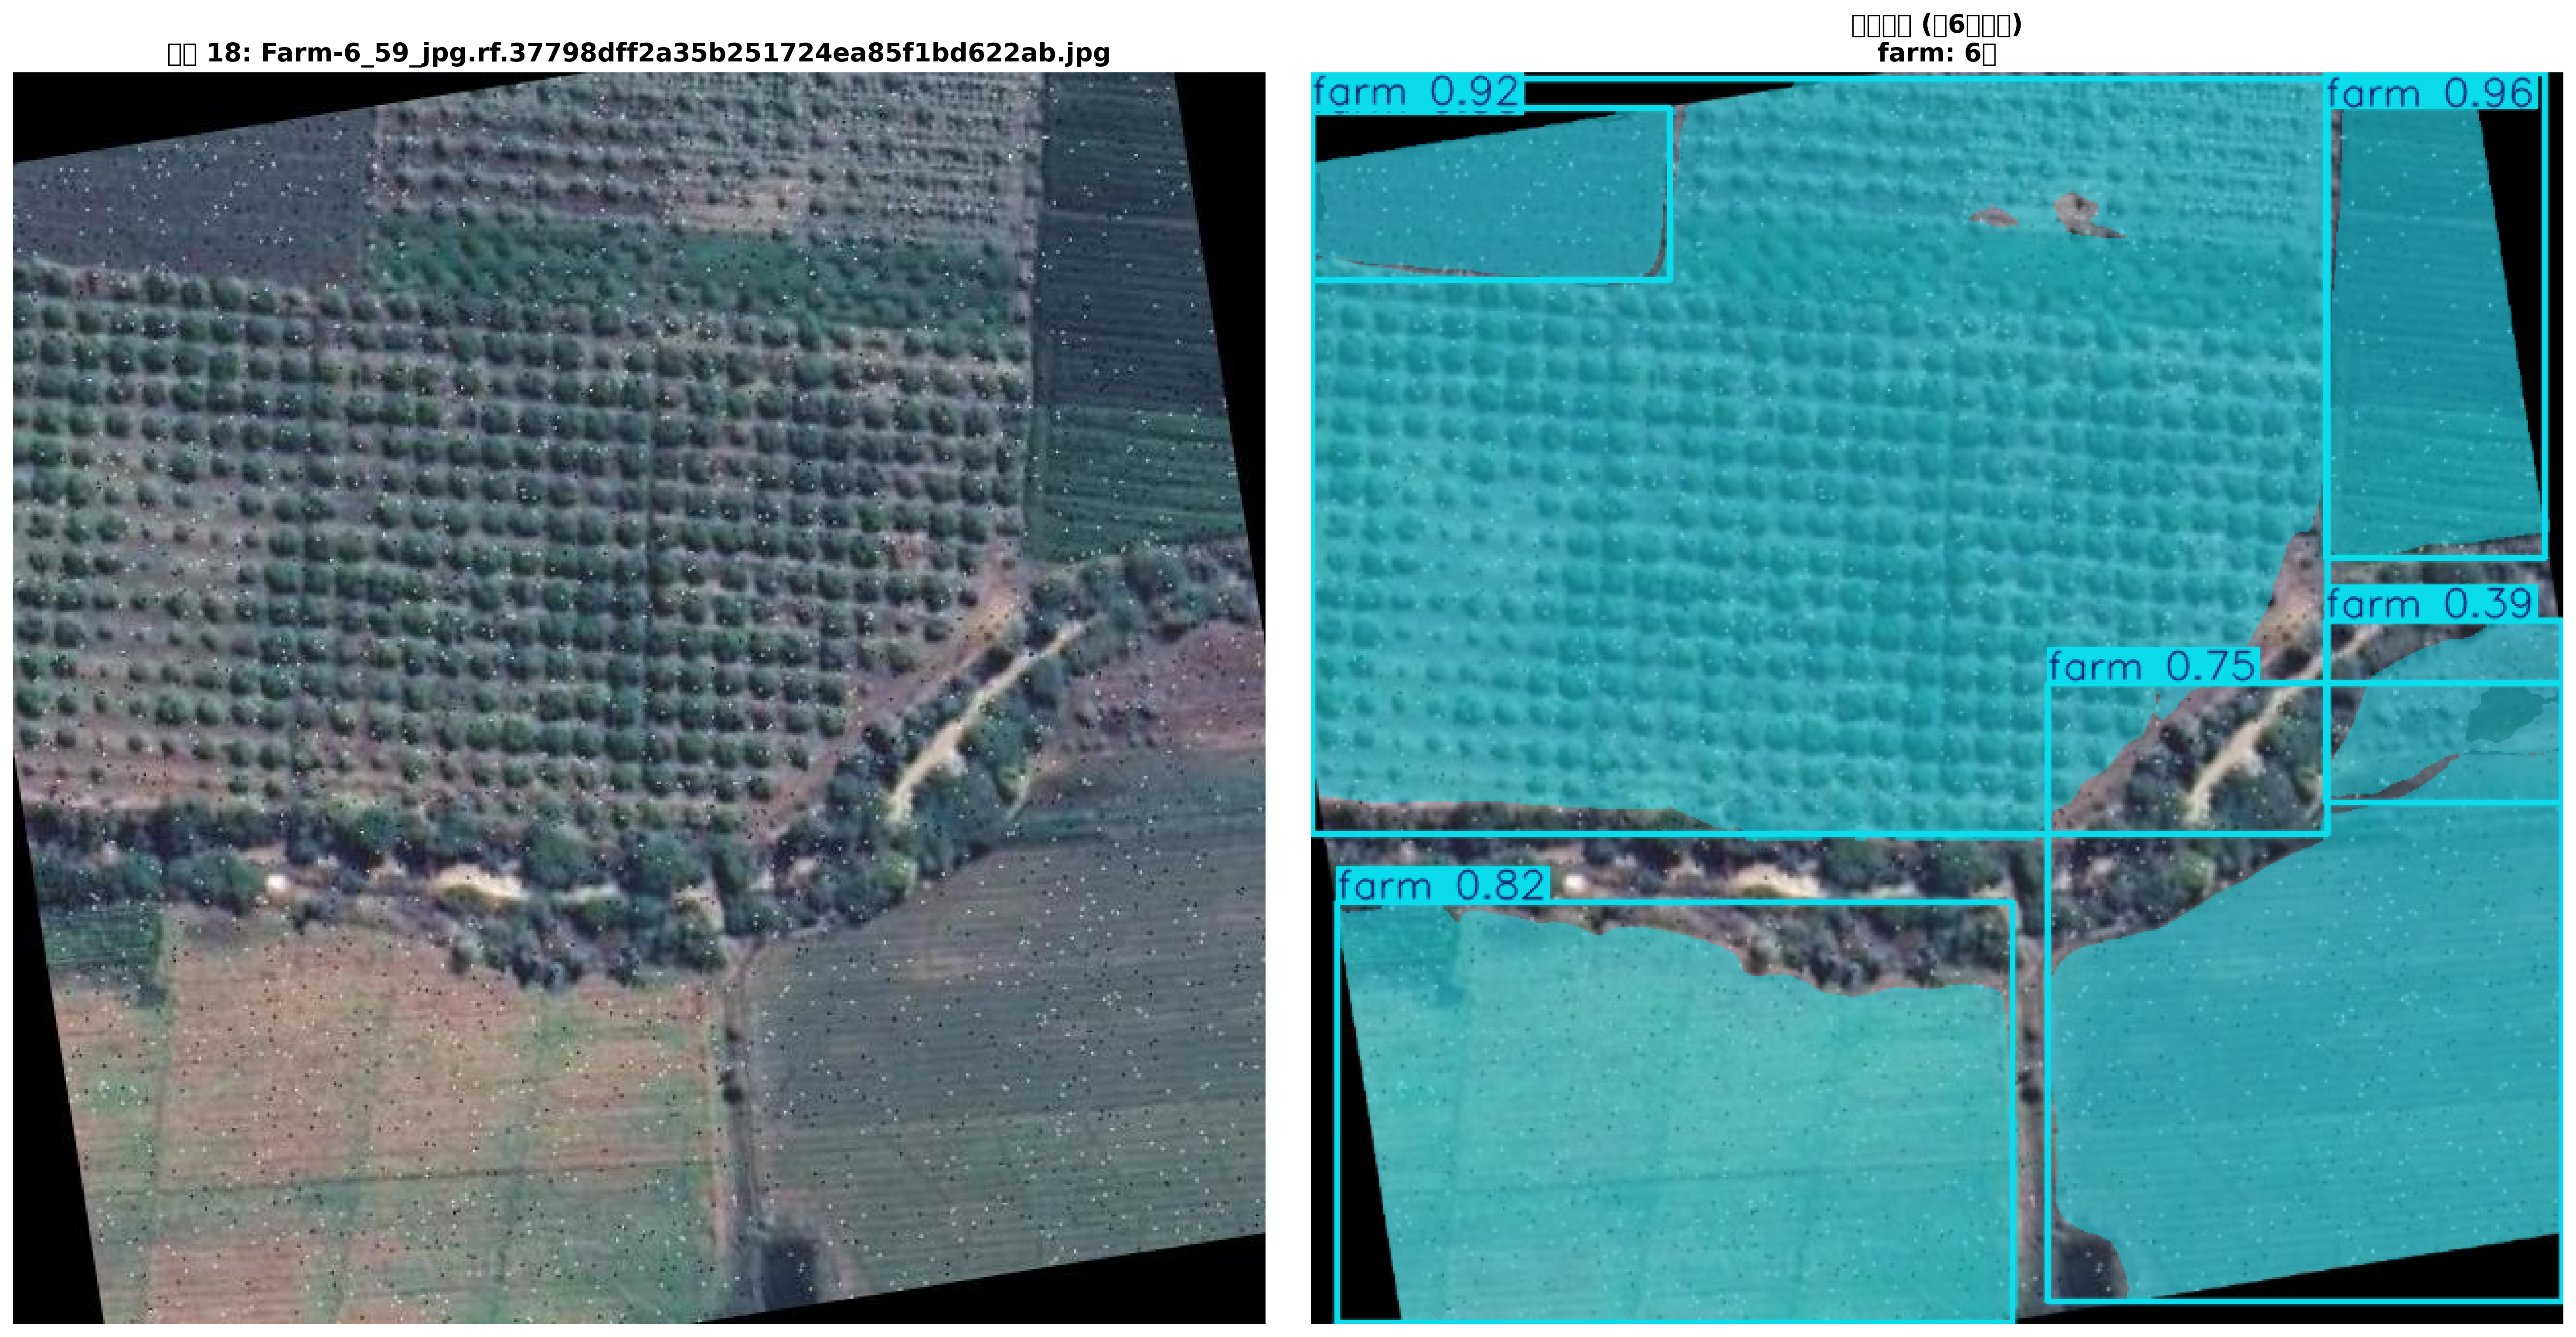 18: Farm-6_59_jpg.rf.37798dff2a35b251724ea85f1bd622ab.jpg
(6)
farm: 6
farm 0.92
farm 0.96
farm 0.39
farm 0.75
farm 0.82